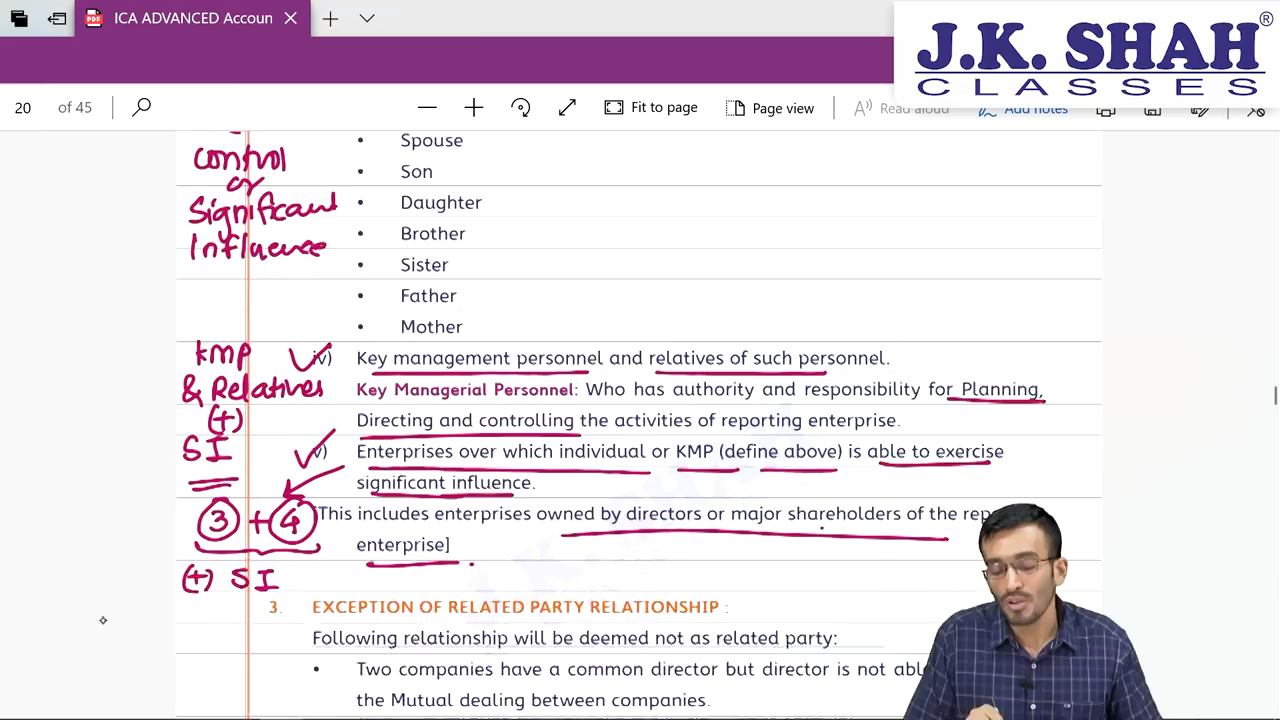 ICA ADVANCED Accoun
J.K. SHAH®
CLASSES
20 of 45
Fit to page
Page view
Read aloud
Add notes
control
or
Significant
Influence
• Spouse
• Son
• Daughter
• Brother
• Sister
• Father
• Mother
KMP
& Relatives
(+)
SI
3 + 4
(+) SI
iv) Key management personnel and relatives of such personnel.
Key Managerial Personnel: Who has authority and responsibility for Planning,
Directing and controlling the activities of reporting enterprise.
v) Enterprises over which individual or KMP (define above) is able to exercise
significant influence.
[This includes enterprises owned by directors or major shareholders of the rep
enterprise]
3. EXCEPTION OF RELATED PARTY RELATIONSHIP :
Following relationship will be deemed not as related party:
• Two companies have a common director but director is not abl
the Mutual dealing between companies.